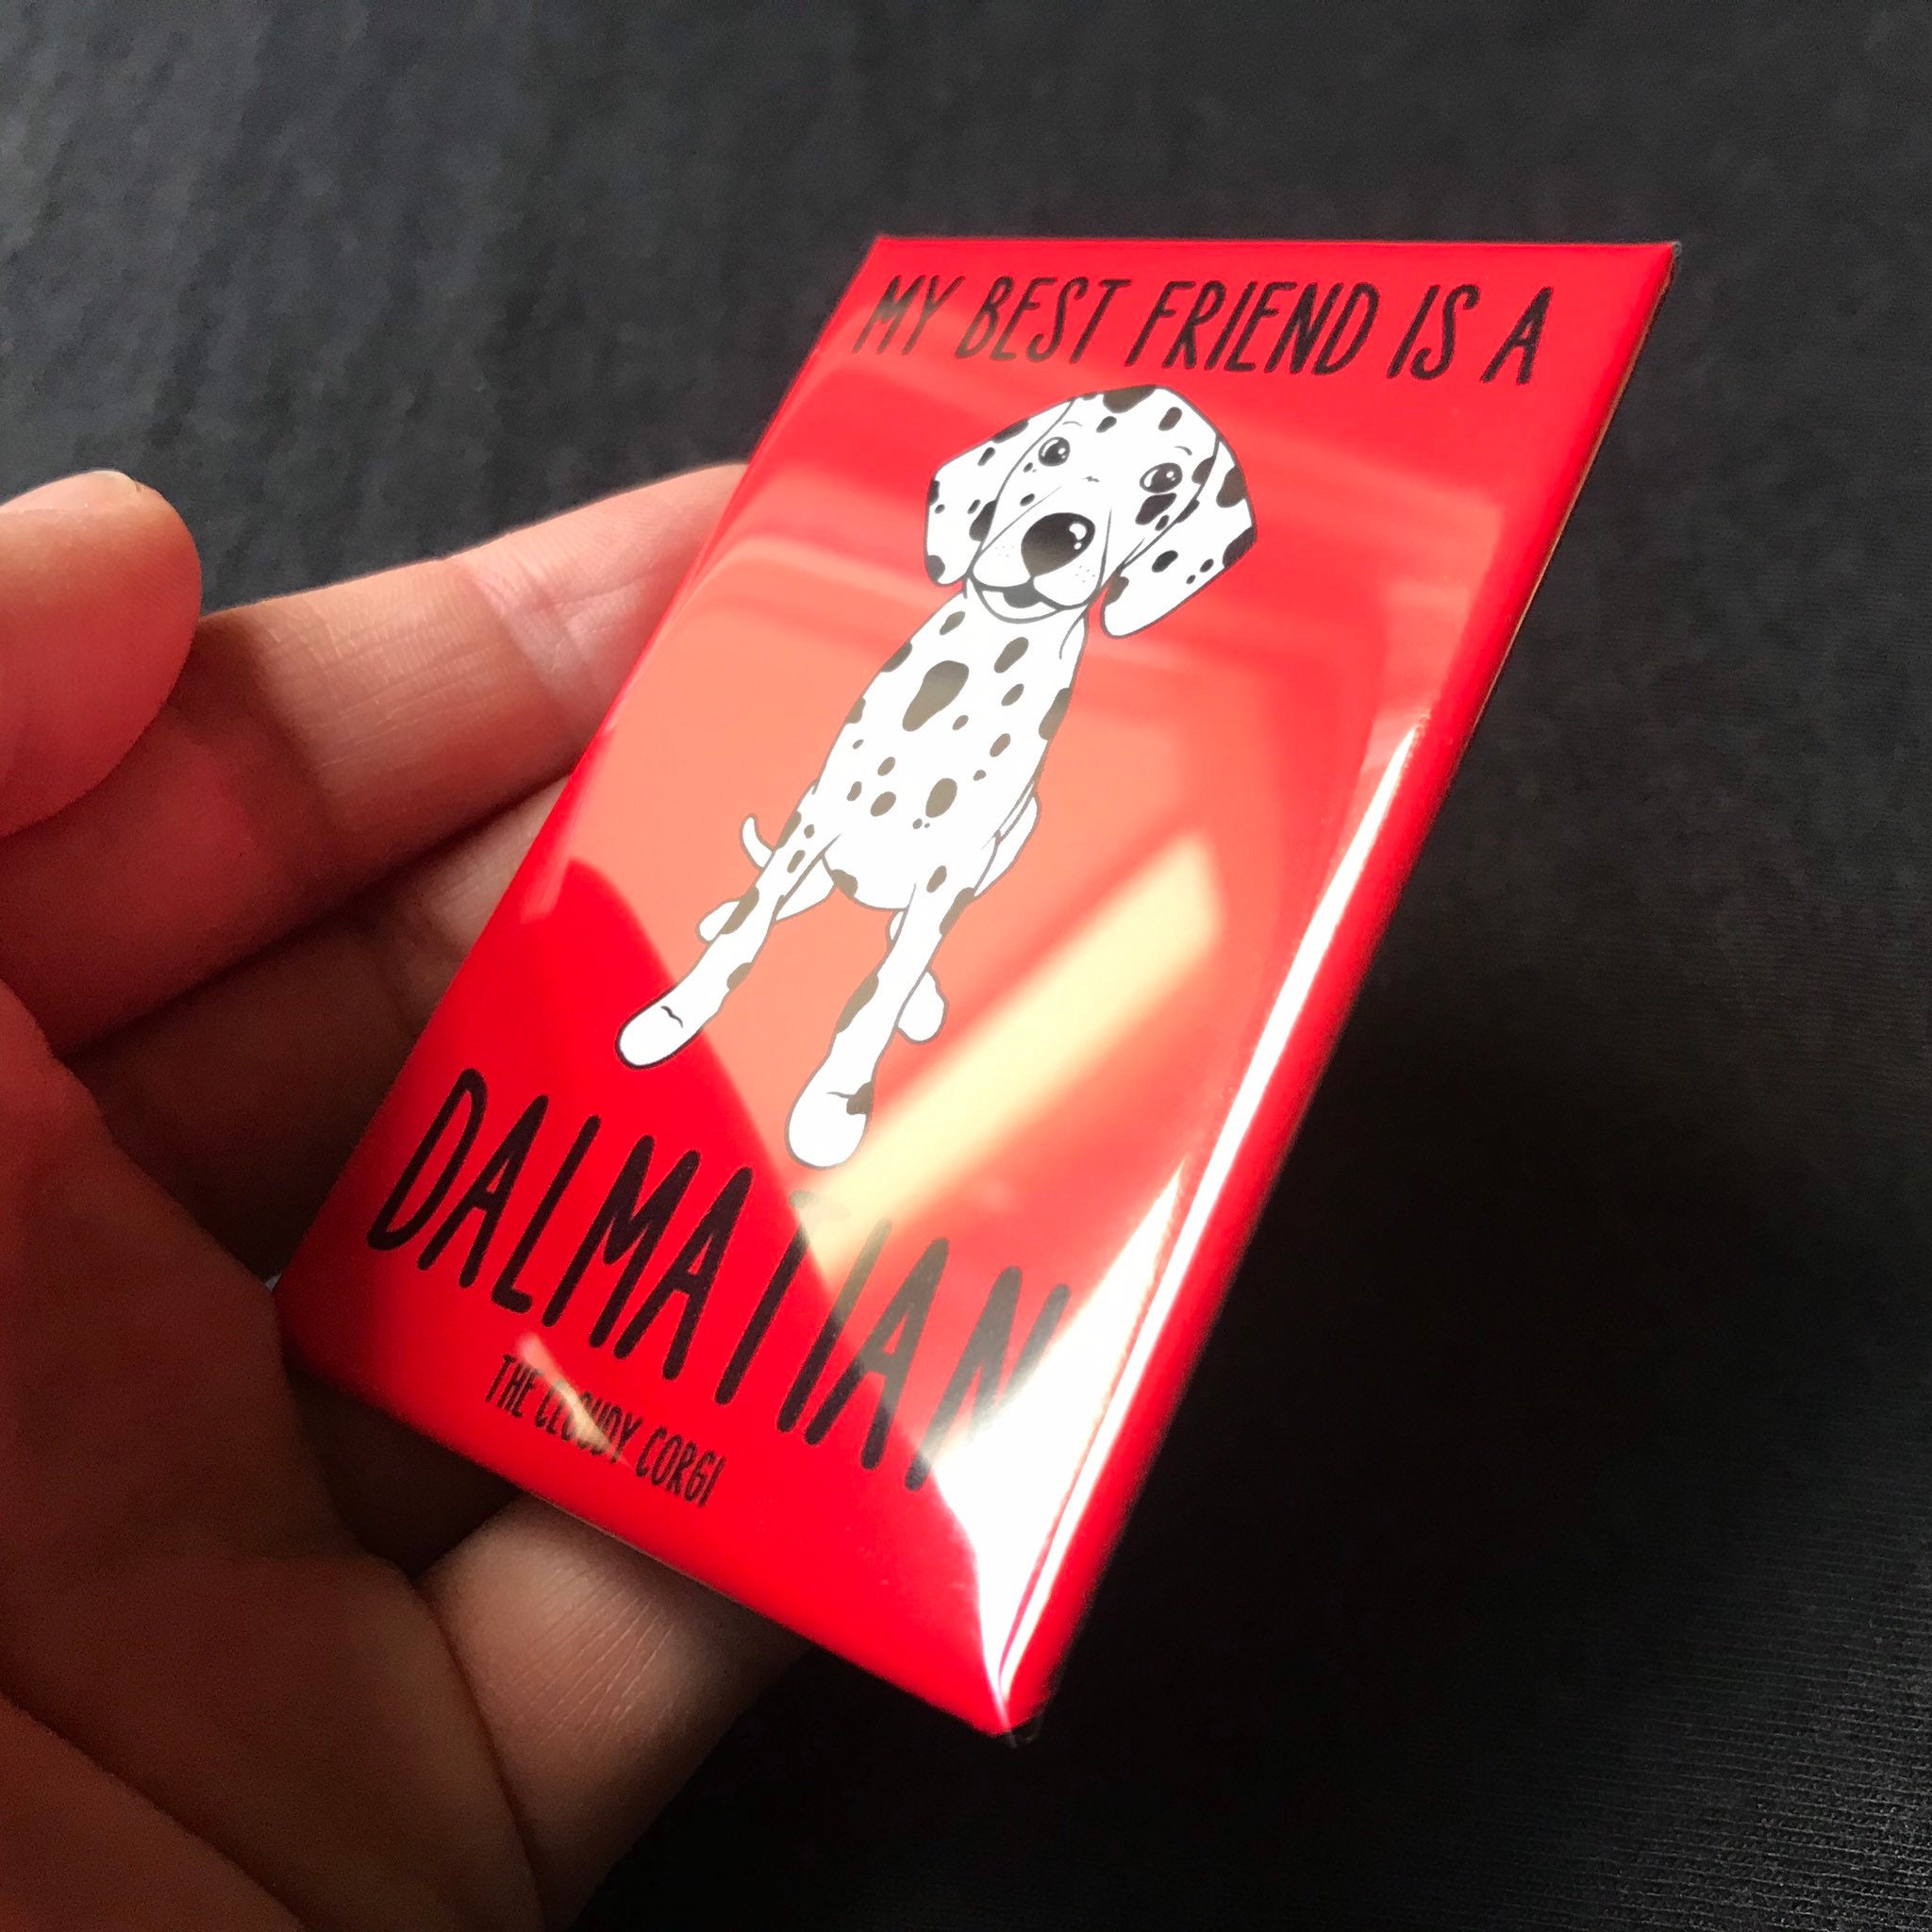 MY BEST FRIEND IS A
DALMATIAN
THE CLOUDY CORGI